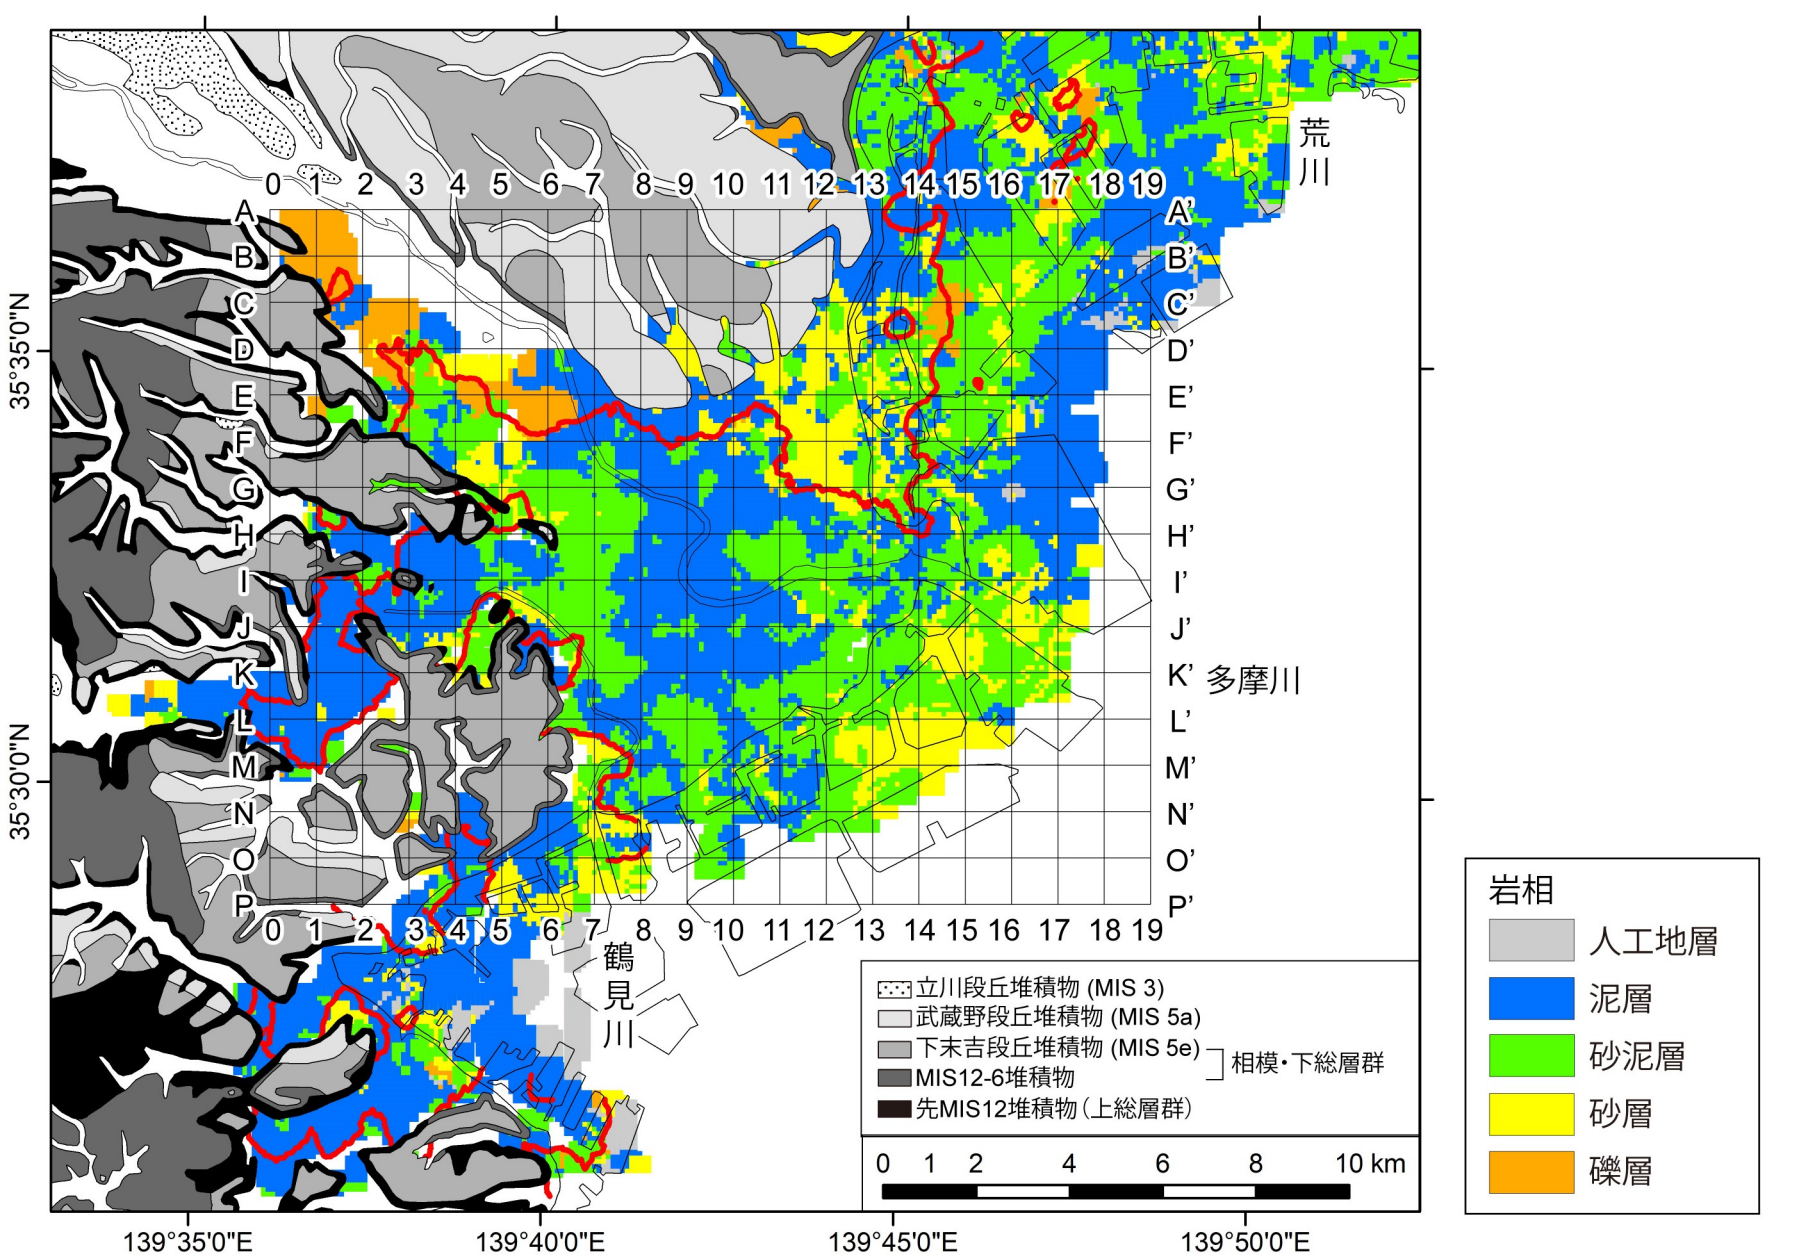 荒川
0 1 2 3 4 5 6 7 8 9 10 11 12 13 14 15 16 17 18 19
A A’
B B’
C C’
D D’
E E’
F F’
G G’
H H’
I I’
J J’
K K’ 多摩川
L L’
M M’
N N’
O O’
P P’
0 1 2 3 4 5 6 7 8 9 10 11 12 13 14 15 16 17 18 19
鶴見川
35°35'0"N
35°30'0"N
立川段丘堆積物 (MIS 3)
武蔵野段丘堆積物 (MIS 5a)
下末吉段丘堆積物 (MIS 5e)
MIS12-6堆積物
相模・下総層群
先MIS12堆積物（上総層群）
0 1 2 4 6 8 10 km
139°35'0"E 139°40'0"E 139°45'0"E 139°50'0"E
岩相
人工地層
泥層
砂泥層
砂層
礫層